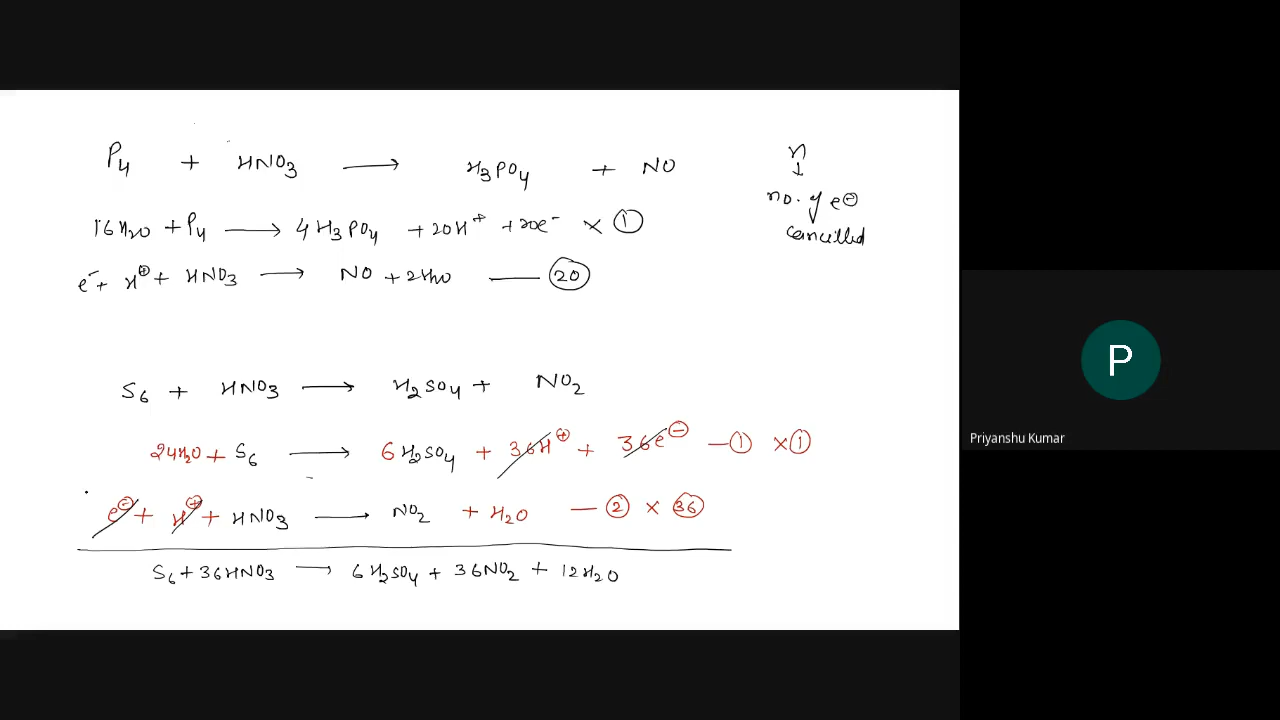 P₄ + HNO₃ ⟶ H₃PO₄ + NO
16H₂O + P₄ ⟶ 4H₃PO₄ + 20H⁺ + 20e⁻ × ①
e⁻ + H⊕ + HNO₃ ⟶ NO + 2H₂O — ⑳
n
↓
no. of e⊖
cancelled
S₆ + HNO₃ ⟶ H₂SO₄ + NO₂
24H₂O + S₆ ⟶ 6H₂SO₄ + 36H⊕ + 36e⊖ — ① × ①
e⊖ + H⊕ + HNO₃ ⟶ NO₂ + H₂O — ② × ㊱
S₆ + 36HNO₃ ⟶ 6H₂SO₄ + 36NO₂ + 12H₂O
P
Priyanshu Kumar